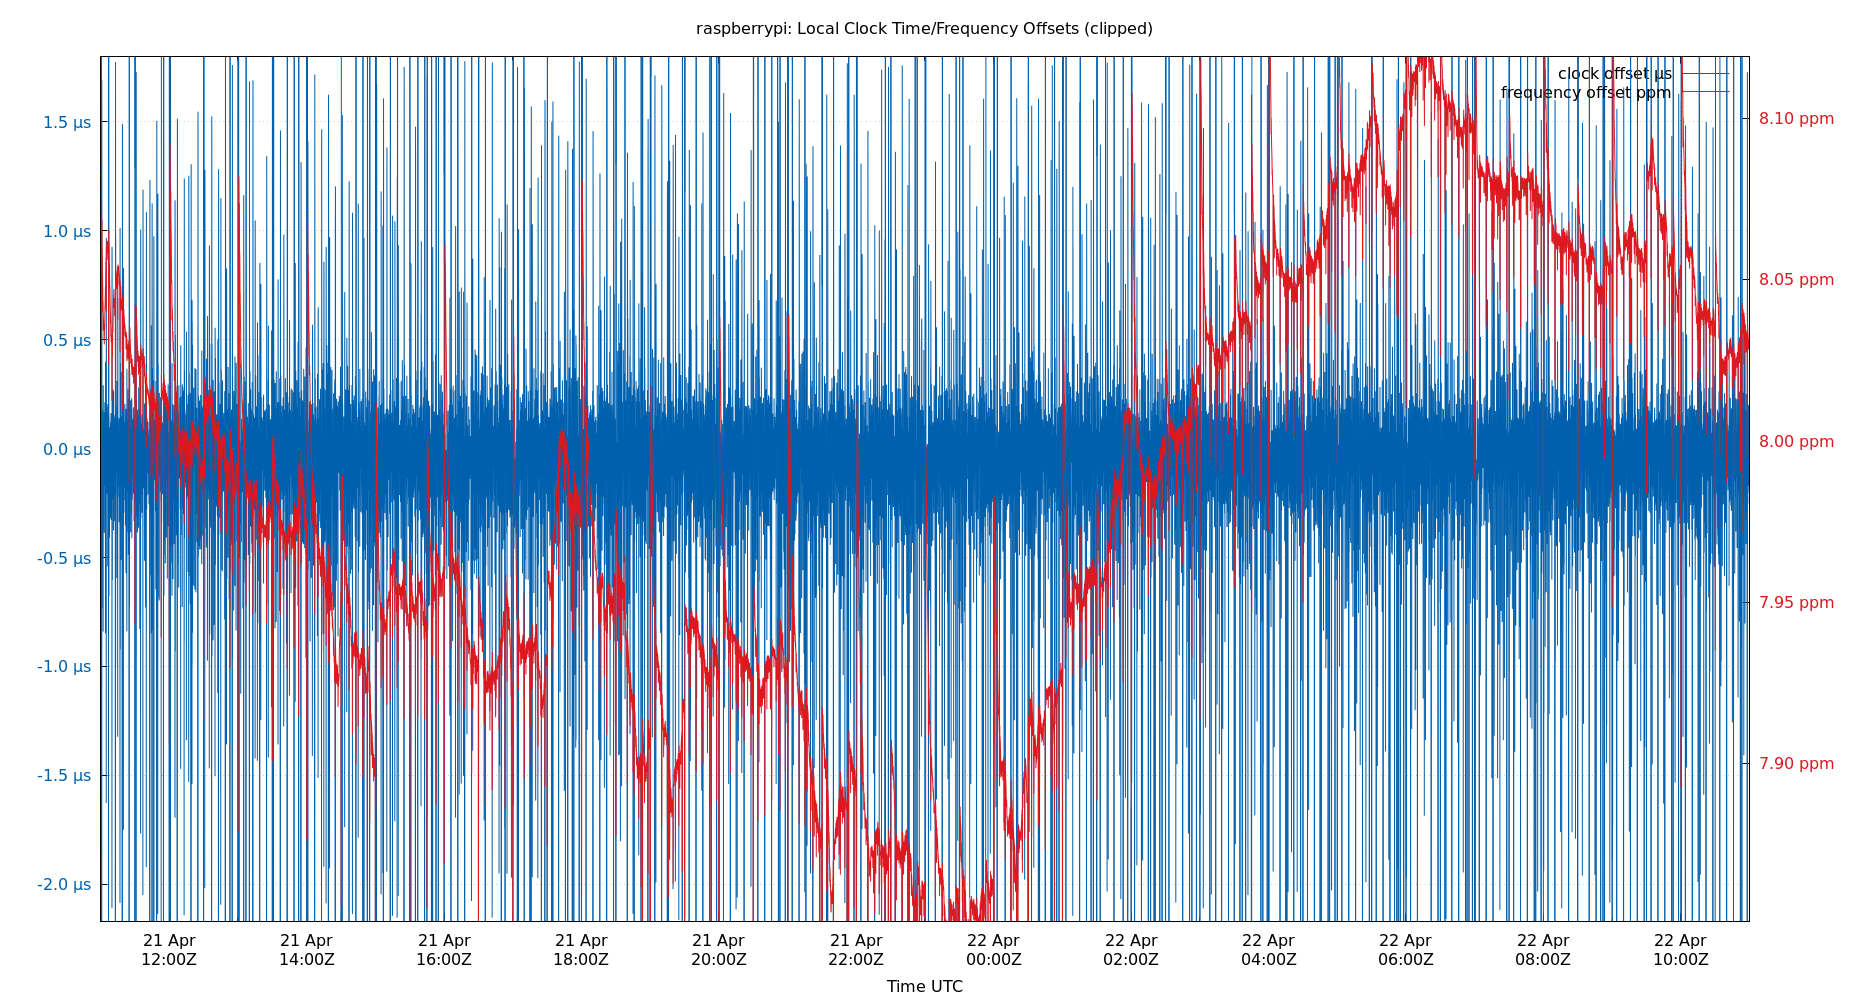 raspberrypi: Local Clock Time/Frequency Offsets (clipped)
clock offset µs
frequency offset ppm
1.5 µs
1.0 µs
0.5 µs
0.0 µs
-0.5 µs
-1.0 µs
-1.5 µs
-2.0 µs
8.10 ppm
8.05 ppm
8.00 ppm
7.95 ppm
7.90 ppm
21 Apr 21 Apr 21 Apr 21 Apr 21 Apr 21 Apr 22 Apr 22 Apr 22 Apr 22 Apr 22 Apr 22 Apr
12:00Z 14:00Z 16:00Z 18:00Z 20:00Z 22:00Z 00:00Z 02:00Z 04:00Z 06:00Z 08:00Z 10:00Z
Time UTC